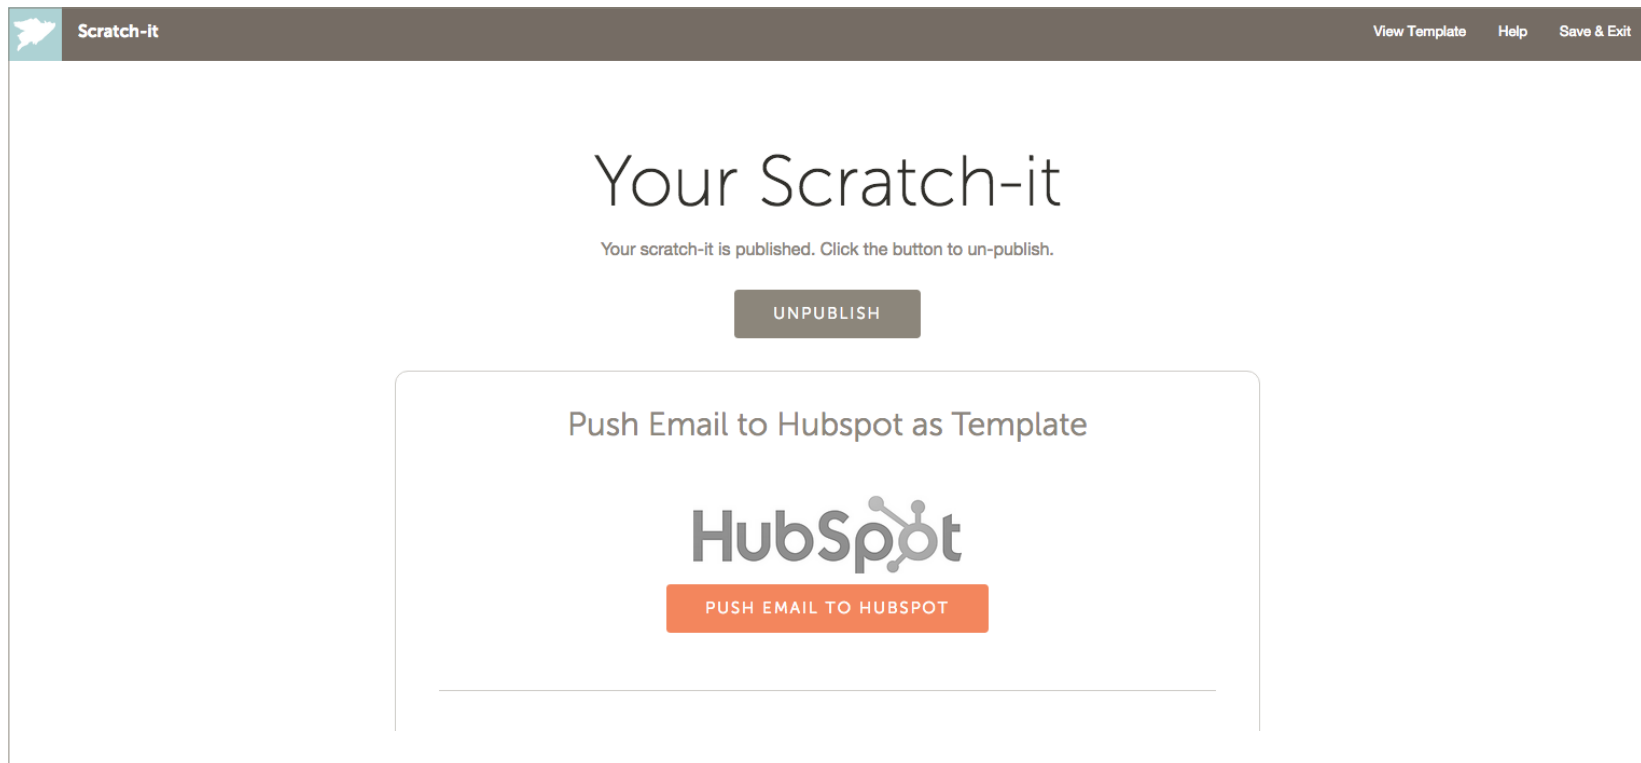 Scratch-it
View Template
Help
Save & Exit
Your Scratch-it
Your scratch-it is published. Click the button to un-publish.
UNPUBLISH
Push Email to Hubspot as Template
HubSpot
PUSH EMAIL TO HUBSPOT